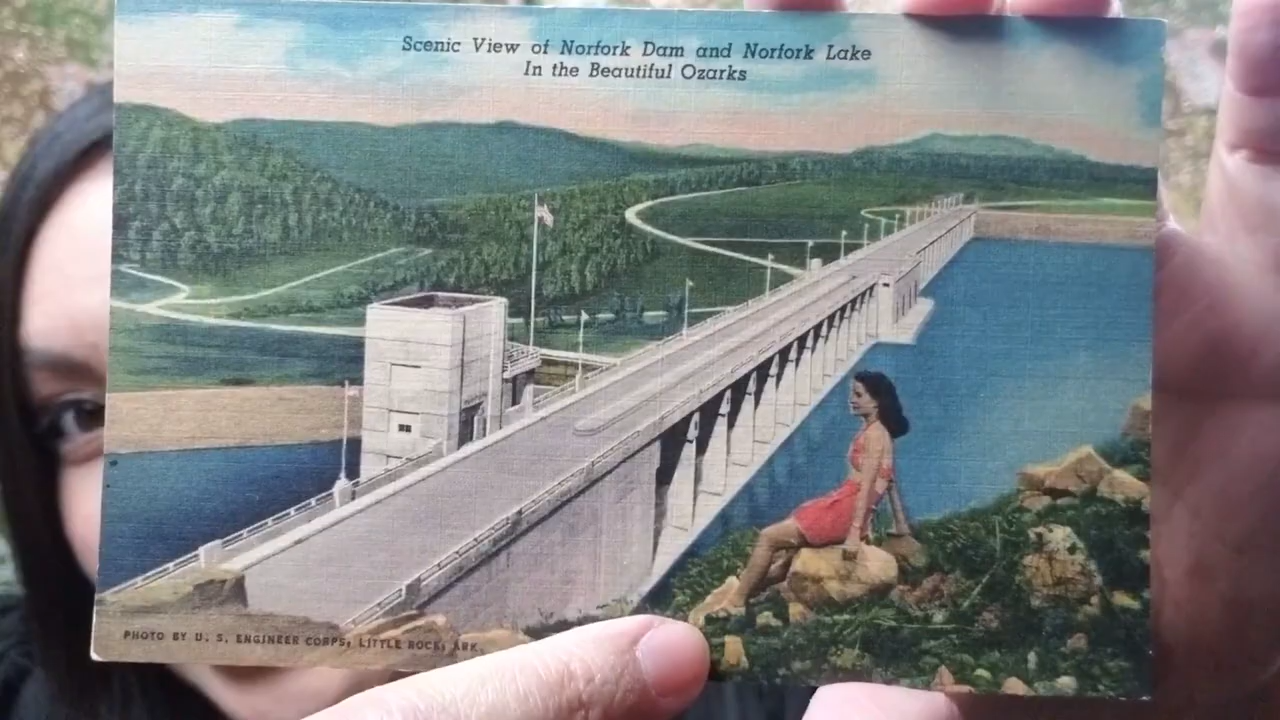 Scenic View of Norfork Dam and Norfork Lake
In the Beautiful Ozarks
PHOTO BY U. S. ENGINEER CORPS, LITTLE ROCK, ARK.